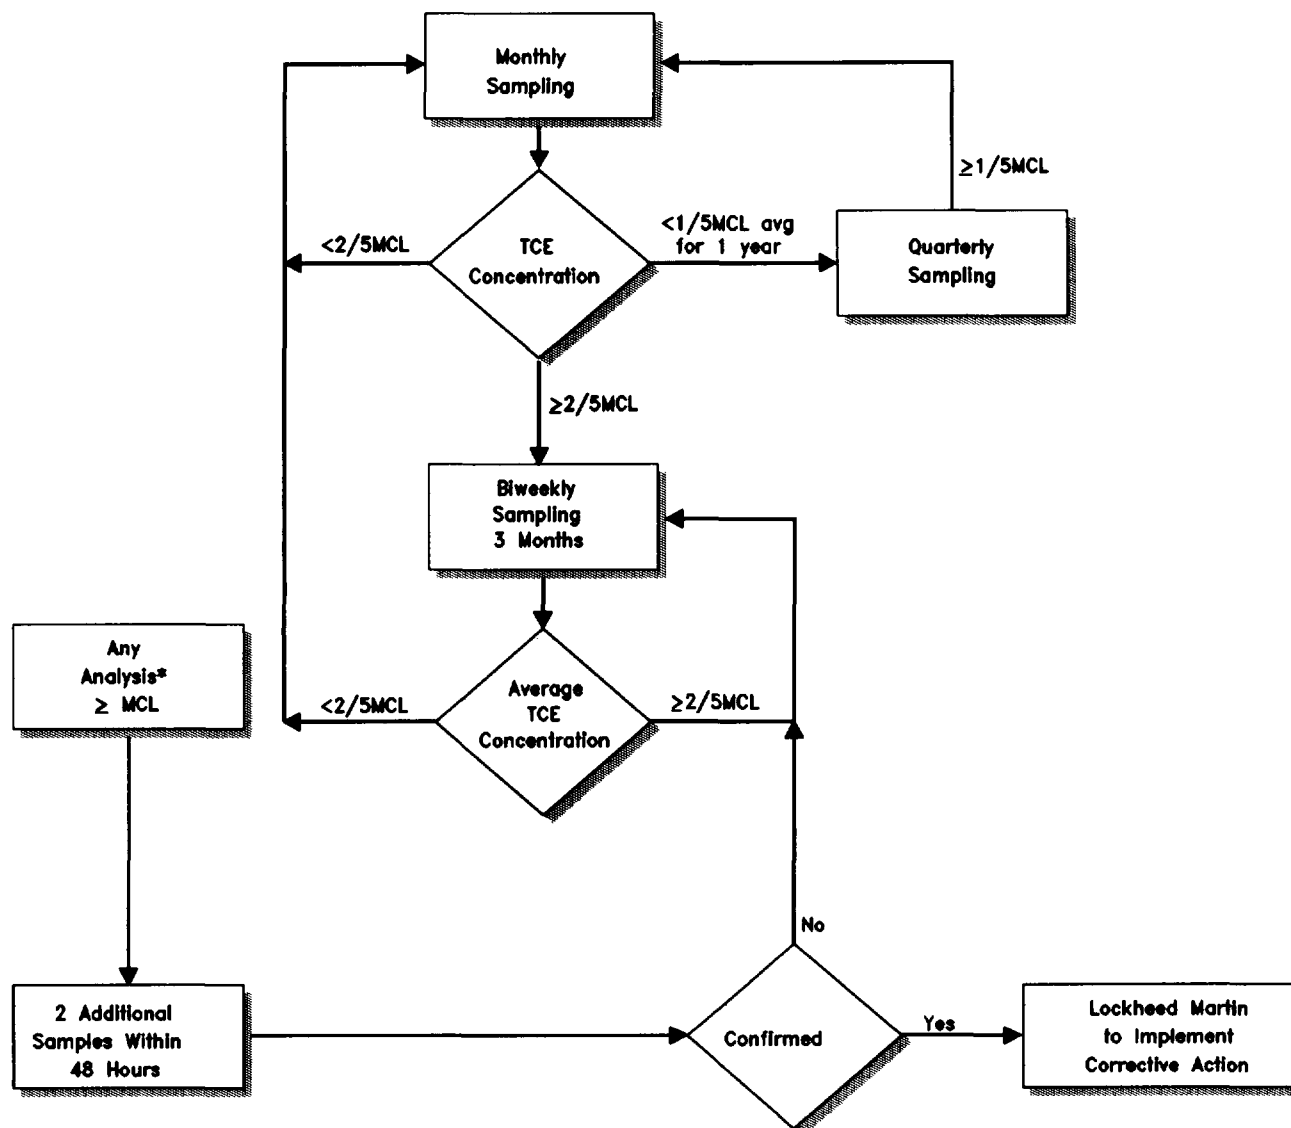 Monthly
Sampling
≥1/5MCL
<2/5MCL
TCE
Concentration
<1/5MCL avg
for 1 year
Quarterly
Sampling
≥2/5MCL
Biweekly
Sampling
3 Months
Any
Analysis*
≥ MCL
<2/5MCL
Average
TCE
Concentration
≥2/5MCL
No
2 Additional
Samples Within
48 Hours
Confirmed
Yes
Lockheed Martin
to Implement
Corrective Action